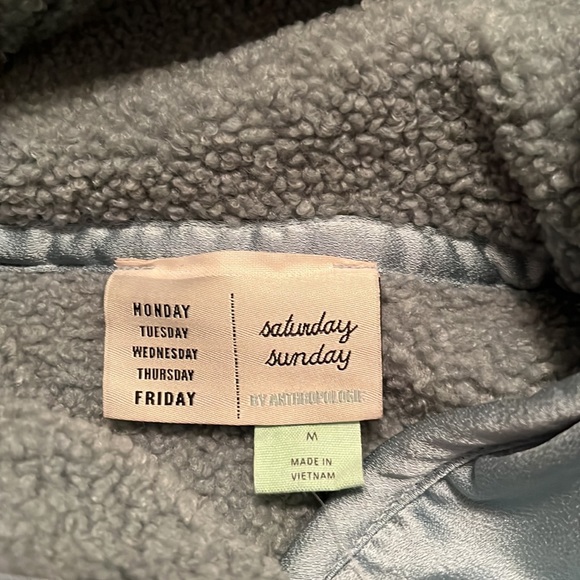 MONDAY
TUESDAY
WEDNESDAY
THURSDAY
FRIDAY
saturday
sunday
BY ANTHROPOLOGIE
M
MADE IN
VIETNAM